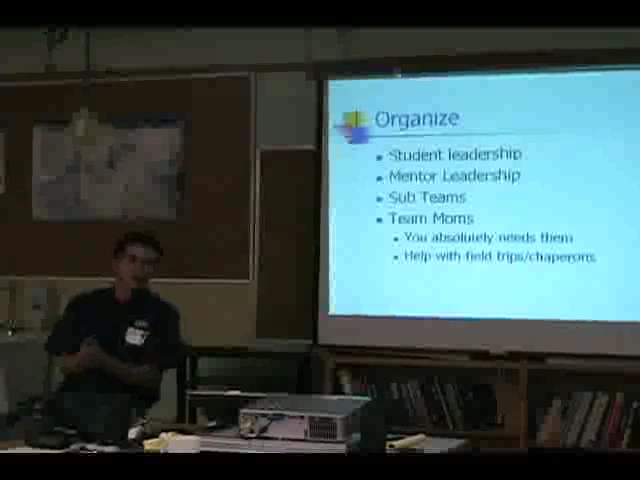 Organize
Student leadership
Mentor Leadership
Sub Teams
Team Moms
You absolutely needs them
Help with field trips/chaperons